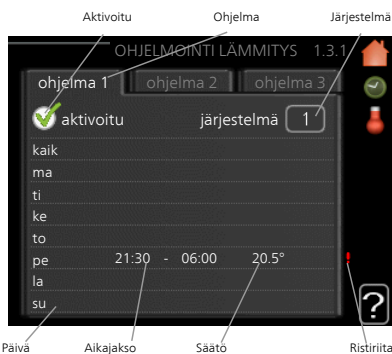 Aktivoitu Ohjelma Järjestelmä
OHJELMOINTI LÄMMITYS 1.3.1
ohjelma 1 ohjelma 2 ohjelma 3
aktivoitu järjestelmä 1
kaik
ma
ti
ke
to
pe 21:30 - 06:00 20.5°
la
su
?
Päivä Aikajakso Säätö Ristiriita